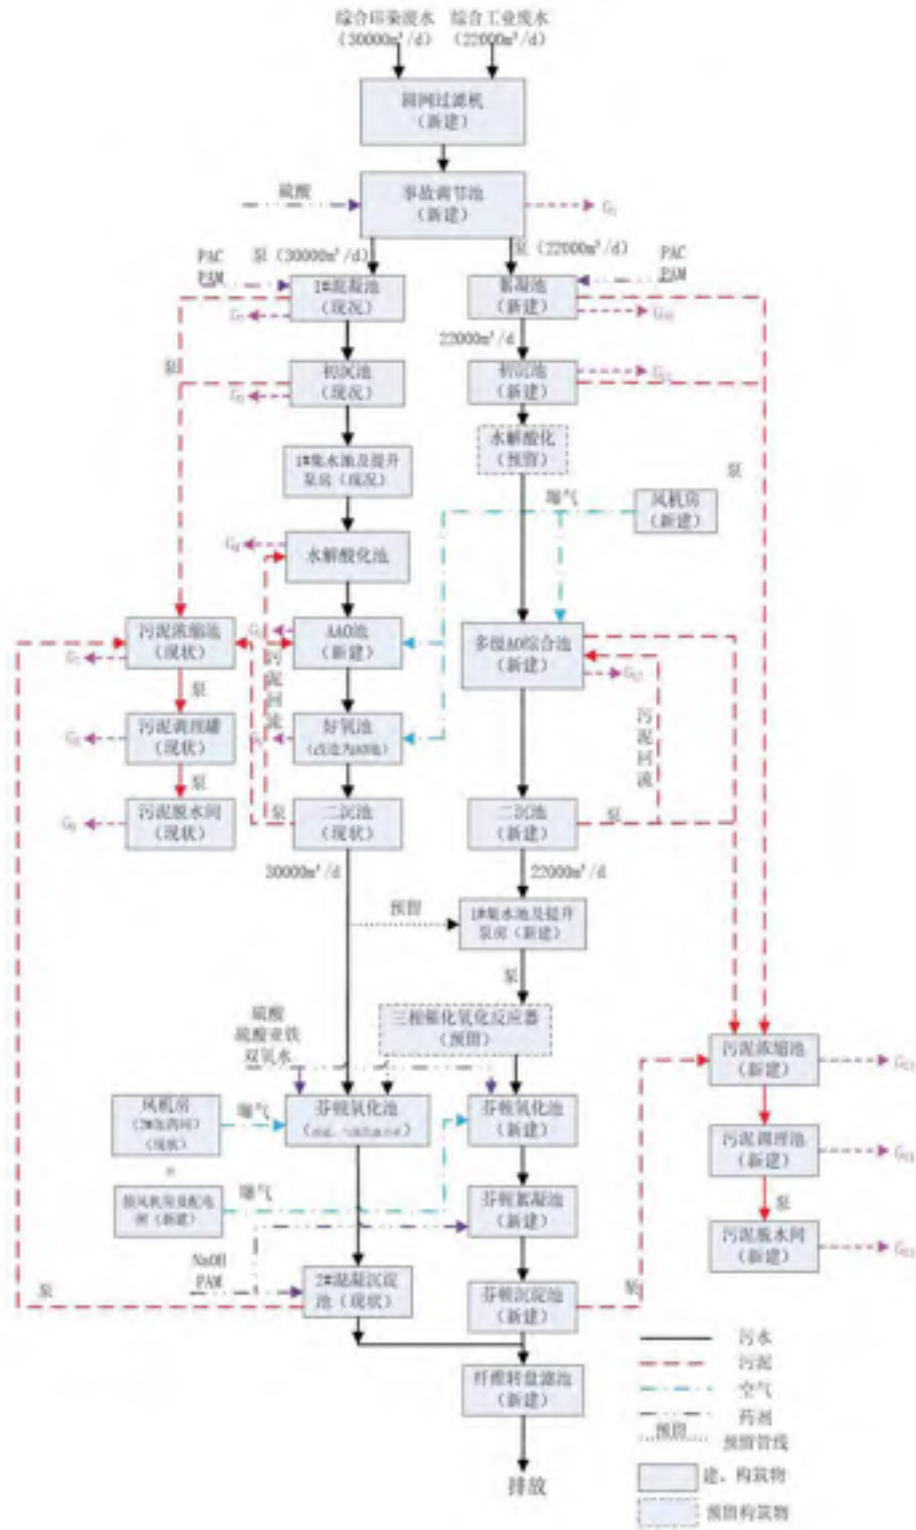 综合印染废水
(30000m³/d)
综合工业废水
(22000m³/d)
圆网过滤机
(新建)
硫酸
事故调节池
(新建)
G₁
泵 (30000m³/d)
泵 (22000m³/d)
PAC
PAM
1#混凝池
(现况)
絮凝池
(新建)
PAC
PAM
22000m³/d
泵
初沉池
(现况)
初沉池
(新建)
水解酸化
(预留)
1#集水池及提升
泵房(现况)
曝气
风机房
(新建)
泵
水解酸化池
污泥浓缩池
(现状)
AAO池
(新建)
多级AO综合池
(新建)
污泥回流
泵
污泥调理罐
(现状)
好氧池
(改造为AO池)
污泥回流
泵
污泥脱水间
(现状)
泵
二沉池
(现状)
二沉池
(新建)
泵
30000m³/d
22000m³/d
预留
1#集水池及提升
泵房(新建)
泵
硫酸
硫酸亚铁
双氧水
三相催化氧化反应器
(预留)
污泥浓缩池
(新建)
风机房
(现状)
曝气
芬顿氧化池
芬顿氧化池
(新建)
污泥调理池
(新建)
曝气
芬顿絮凝池
(新建)
泵
污泥脱水间
(新建)
NaOH
PAM
泵
2#混凝沉淀
池(现状)
芬顿沉淀池
(新建)
泵
纤维转盘滤池
(新建)
排放
污水
污泥
空气
药剂
预留
预留管线
建、构筑物
预留构筑物